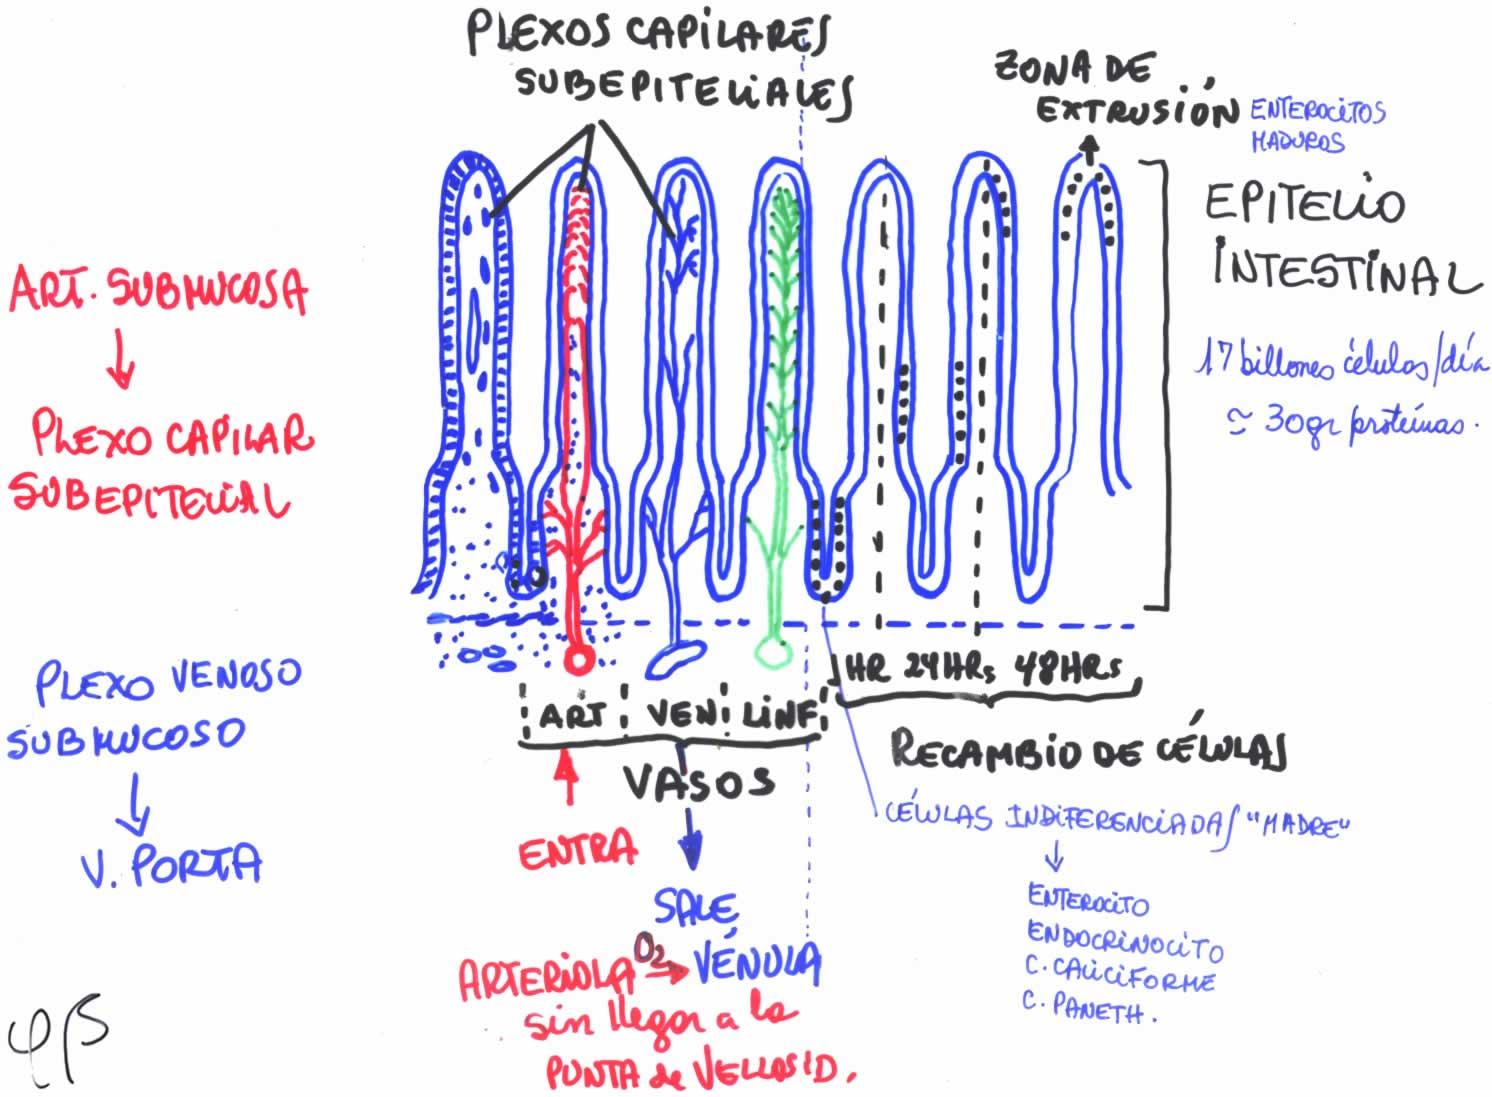 PLEXOS CAPILARES
SUBEPITELIALES
ZONA DE
EXTRUSIÓN
ENTEROCITOS
MADUROS
EPITELIO
INTESTINAL
17 billones células/día
≃ 30gr proteínas.
ART. SUBMUCOSA
↓
PLEXO CAPILAR
SUBEPITELIAL
PLEXO VENOSO
SUBMUCOSO
↓
V. PORTA
ART VEN LINF
VASOS
ENTRA
SALE
ARTERIOLA O2 → VÉNULA
sin llegar a la
PUNTA de VELLOSID.
1HR 24HRs 48HRs
RECAMBIO DE CÉLULAS
CÉLULAS INDIFERENCIADAS "MADRE"
↓
ENTEROCITO
ENDOCRINOCITO
C. CALICIFORME
C. PANETH.